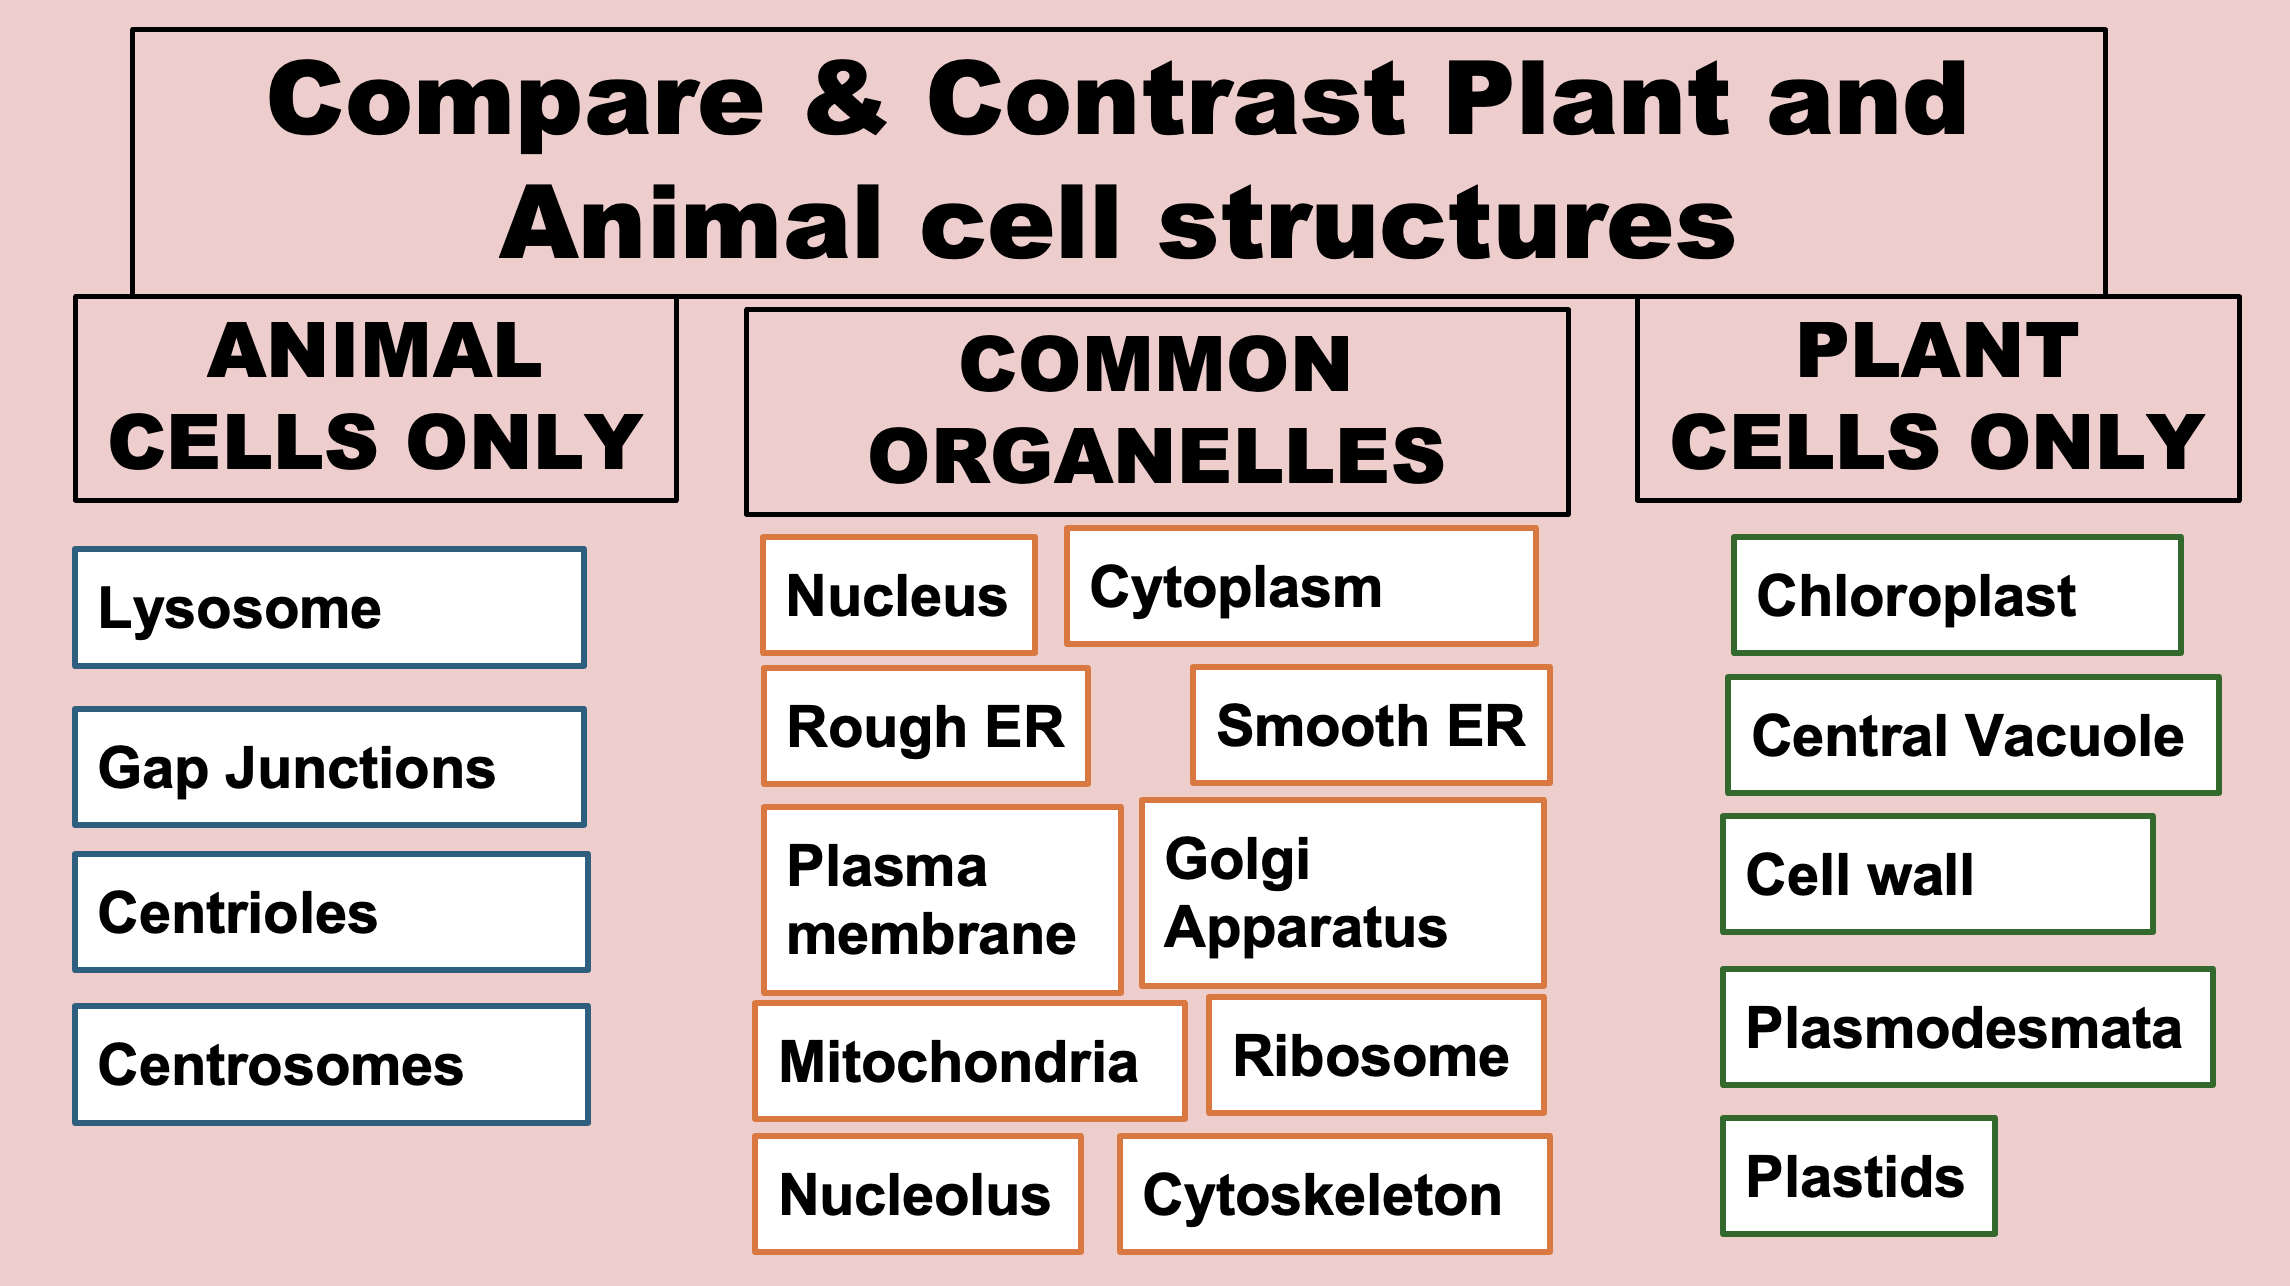 Compare & Contrast Plant and
Animal cell structures
ANIMAL
CELLS ONLY
Lysosome
Gap Junctions
Centrioles
Centrosomes
COMMON
ORGANELLES
Nucleus
Cytoplasm
Rough ER
Smooth ER
Plasma
membrane
Golgi
Apparatus
Mitochondria
Ribosome
Nucleolus
Cytoskeleton
PLANT
CELLS ONLY
Chloroplast
Central Vacuole
Cell wall
Plasmodesmata
Plastids